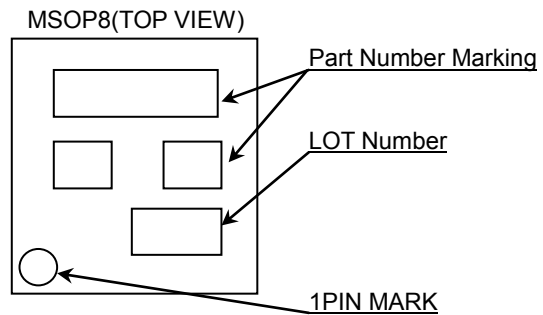 MSOP8(TOP VIEW)
Part Number Marking
LOT Number
1PIN MARK